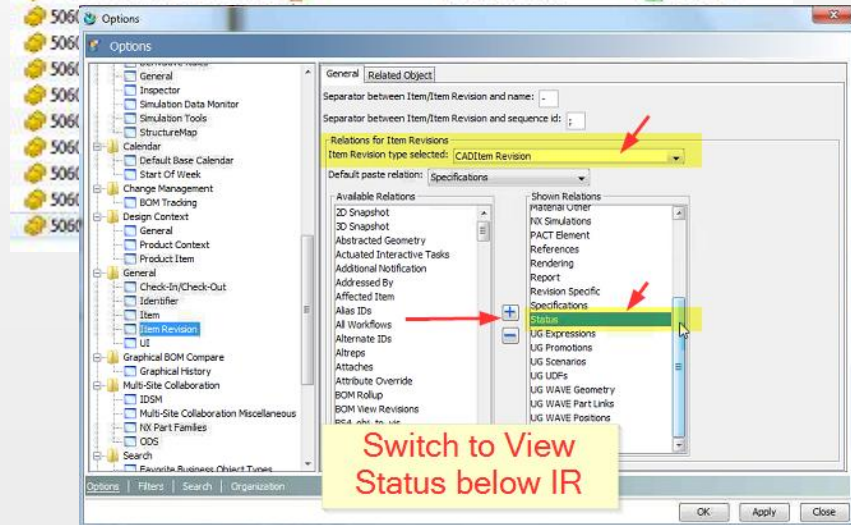 5060
Options
506
506
Options
506
General
506
Inspector
Simulation Data Monitor
506
Simulation Tools
StructureMap
506
Calendar
Default Base Calendar
506
Start Of Week
Change Management
506
BOM Tracking
506
Design Context
General
Product Context
Product Item
General
Check-In/Check-Out
Identifier
Item
Item Revision
UI
Graphical BOM Compare
Graphical History
Multi-Site Collaboration
IDSM
Multi-Site Collaboration Miscellaneous
NX Part Families
ODS
Search
Favorite Business Object Types
General Related Object
Separator between Item/Item Revision and name: -
Separator between Item/Item Revision and sequence id: ;
Relations for Item Revisions
Item Revision type selected: CADItem Revision
Default paste relation: Specifications
Available Relations
2D Snapshot
3D Snapshot
Abstracted Geometry
Actuated Interactive Tasks
Additional Notification
Addressed By
Affected Item
Alias IDs
All Workflows
Alternate IDs
Altreps
Attaches
Attribute Override
BOM Rollup
BOM View Revisions
Shown Relations
Material Other
NX Simulations
PACT Element
References
Rendering
Report
Revision Specific
Specifications
Status
UG Expressions
UG Promotions
UG Scenarios
UG UDFs
UG WAVE Geometry
UG WAVE Part Links
UG WAVE Positions
Switch to View
Status below IR
Options | Filters | Search | Organization
OK Apply Close